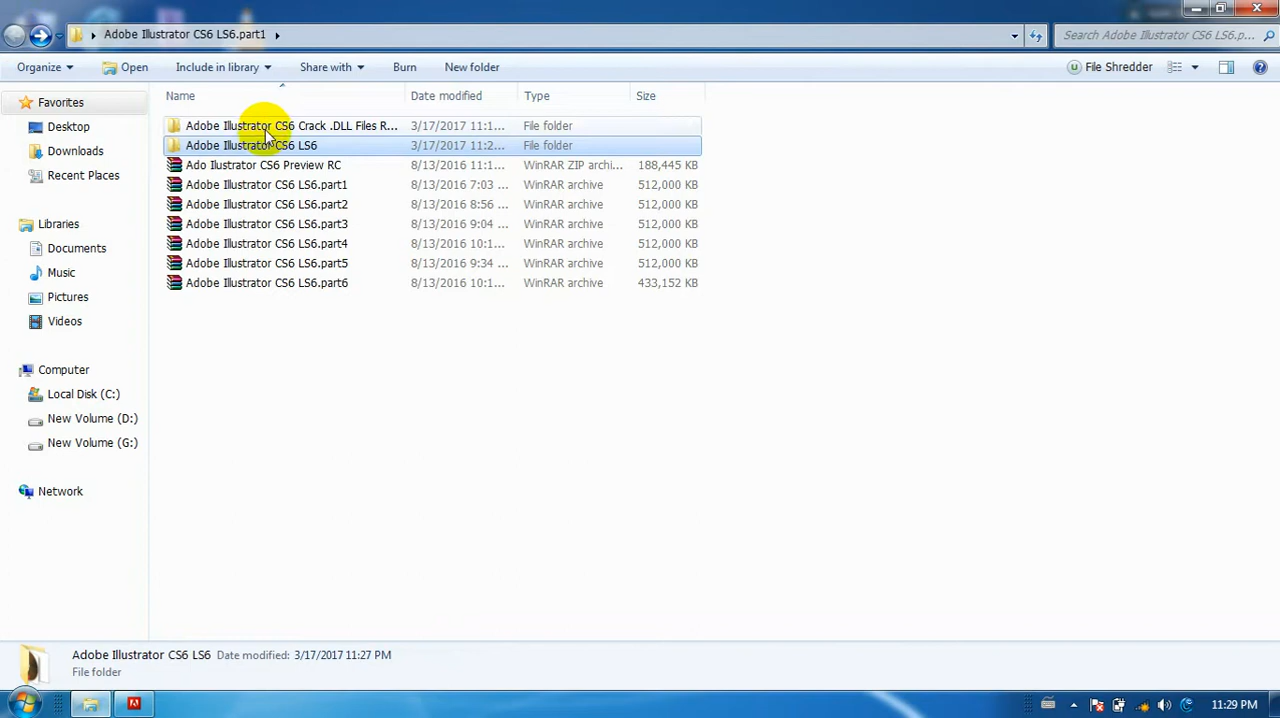 Adobe Illustrator CS6 LS6.part1
Search Adobe Illustrator CS6 LS6.p...
Organize Open Include in library Share with Burn New folder File Shredder
Name Date modified Type Size
Favorites
Desktop
Downloads
Recent Places
Libraries
Documents
Music
Pictures
Videos
Computer
Local Disk (C:)
New Volume (D:)
New Volume (G:)
Network
Adobe Illustrator CS6 Crack .DLL Files R... 3/17/2017 11:1... File folder
Adobe Illustrator CS6 LS6 3/17/2017 11:2... File folder
Ado Ilustrator CS6 Preview RC 8/13/2016 11:1... WinRAR ZIP archi... 188,445 KB
Adobe Illustrator CS6 LS6.part1 8/13/2016 7:03 ... WinRAR archive 512,000 KB
Adobe Illustrator CS6 LS6.part2 8/13/2016 8:56 ... WinRAR archive 512,000 KB
Adobe Illustrator CS6 LS6.part3 8/13/2016 9:04 ... WinRAR archive 512,000 KB
Adobe Illustrator CS6 LS6.part4 8/13/2016 10:1... WinRAR archive 512,000 KB
Adobe Illustrator CS6 LS6.part5 8/13/2016 9:34 ... WinRAR archive 512,000 KB
Adobe Illustrator CS6 LS6.part6 8/13/2016 10:1... WinRAR archive 433,152 KB
Adobe Illustrator CS6 LS6 Date modified: 3/17/2017 11:27 PM
File folder
11:29 PM